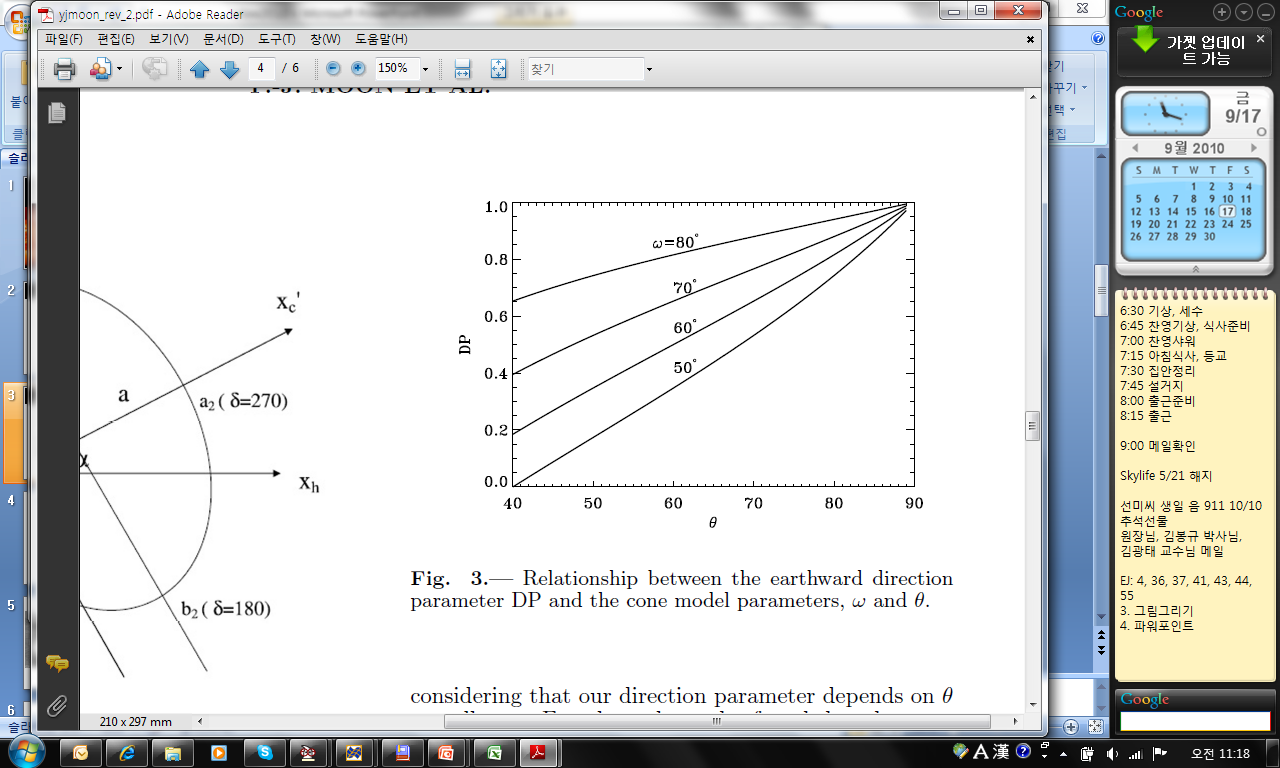 yjmoon_rev_2.pdf - Adobe Reader
파일(F) 편집(E) 보기(V) 문서(D) 도구(T) 창(W) 도움말(H)
4 / 6 150% 찾기
Y.-J. MOON ET AL.
1
2
3
4
5
6
x_c'
a
a_2 ( δ=270)
α
x_h
b_2 ( δ=180)
1.0
0.8
0.6
0.4
0.2
0.0
DP
ω=80°
70°
60°
50°
40 50 60 70 80 90
θ
Fig. 3.— Relationship between the earthward direction
parameter DP and the cone model parameters, ω and θ.
considering that our direction parameter depends on θ
210 x 297 mm
Google
가젯 업데이
트 가능
금
9/17
9월 2010
S M T W T F S
1 2 3 4
5 6 7 8 9 10 11
12 13 14 15 16 17 18
19 20 21 22 23 24 25
26 27 28 29 30
6:30 기상, 세수
6:45 찬영기상, 식사준비
7:00 찬영샤워
7:15 아침식사, 등교
7:30 집안정리
7:45 설거지
8:00 출근준비
8:15 출근
9:00 메일확인
Skylife 5/21 해지
선미씨 생일 음 911 10/10
추석선물
원장님, 김봉규 박사님,
김광태 교수님 메일
EJ: 4, 36, 37, 41, 43, 44,
55
3. 그림그리기
4. 파워포인트
Google
A 漢
오전 11:18